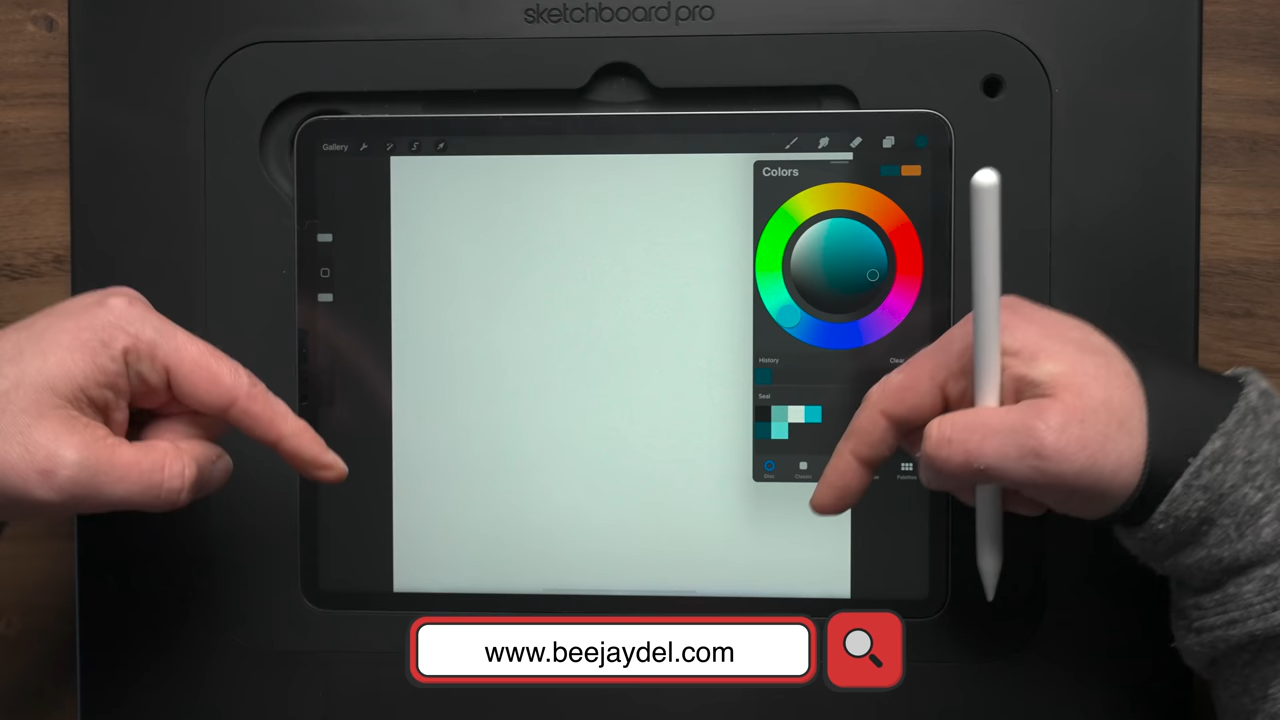 sketchboard pro
Gallery
Colors
History
Clear
Seal
Disc
Classic
Palettes
www.beejaydel.com